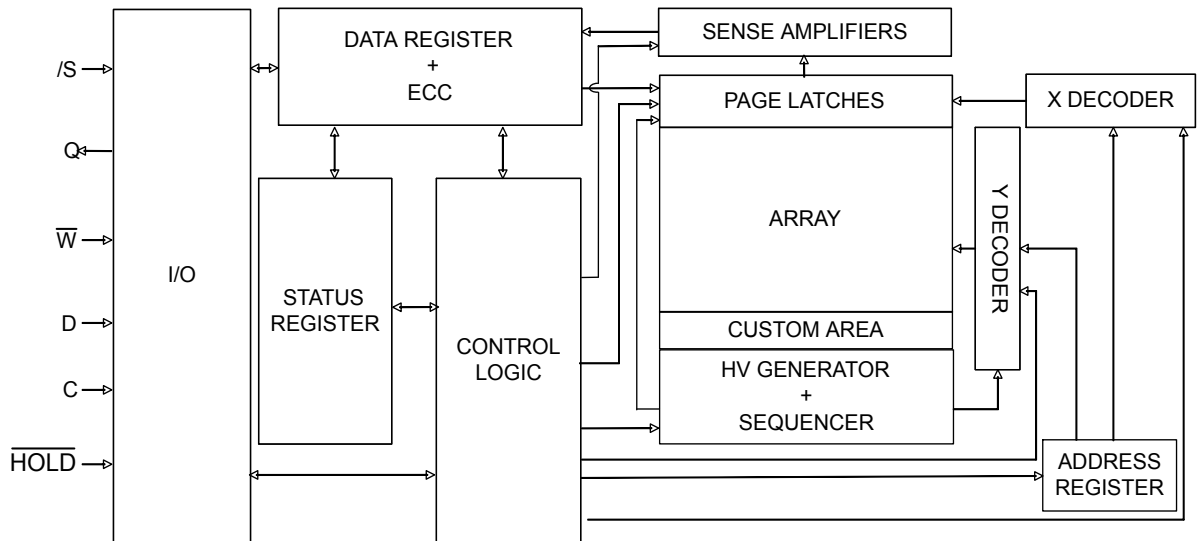 /S
Q
W
D
C
HOLD
I/O
DATA REGISTER
+
ECC
STATUS
REGISTER
CONTROL
LOGIC
SENSE AMPLIFIERS
PAGE LATCHES
ARRAY
CUSTOM AREA
HV GENERATOR
+
SEQUENCER
Y DECODER
X DECODER
ADDRESS
REGISTER